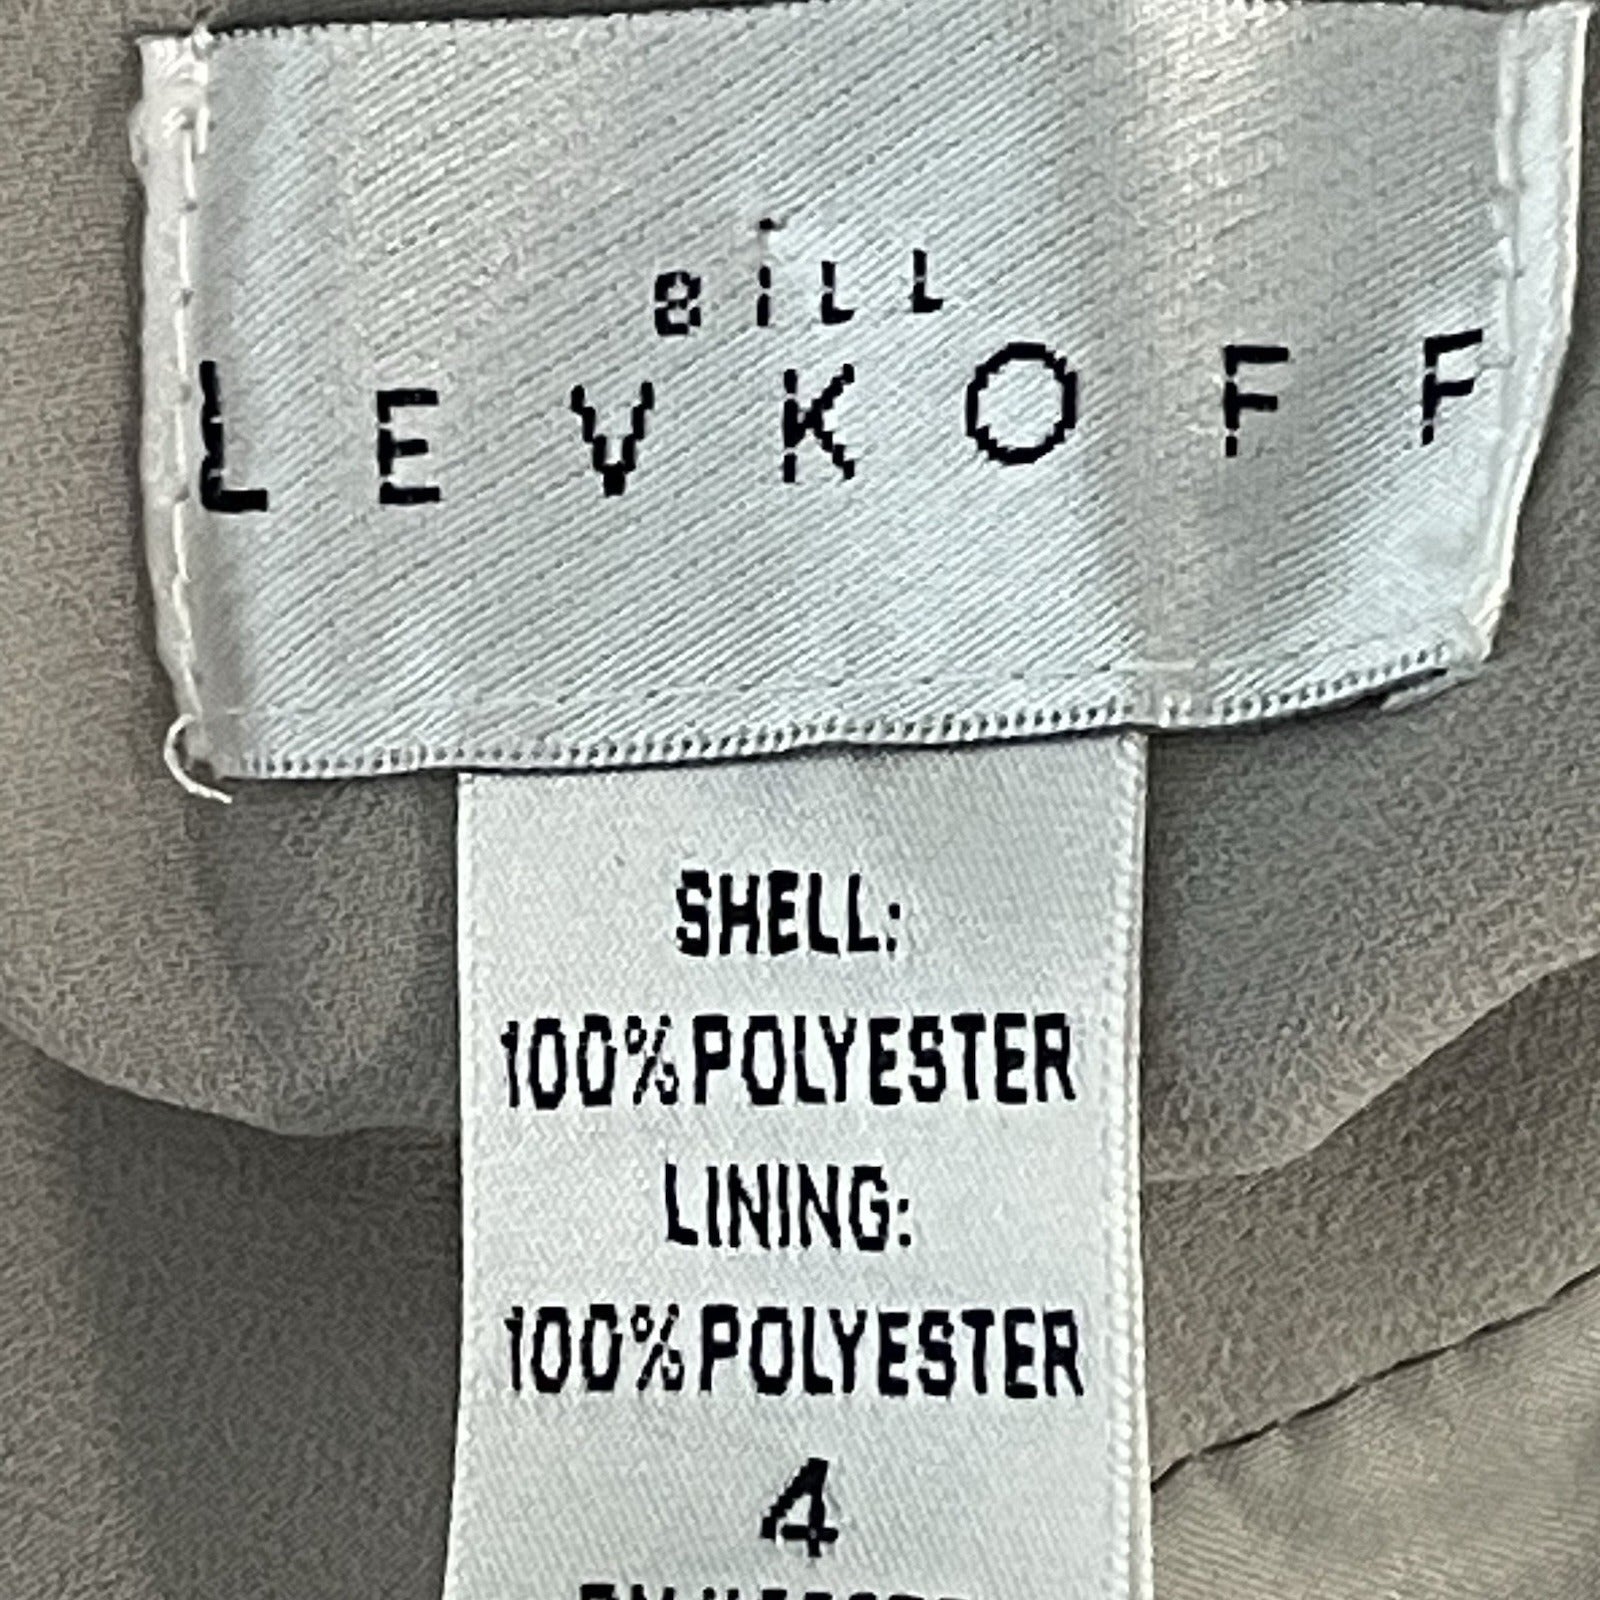 BiLL
LEVKOFF
SHELL:
100% POLYESTER
LINING:
100% POLYESTER
4